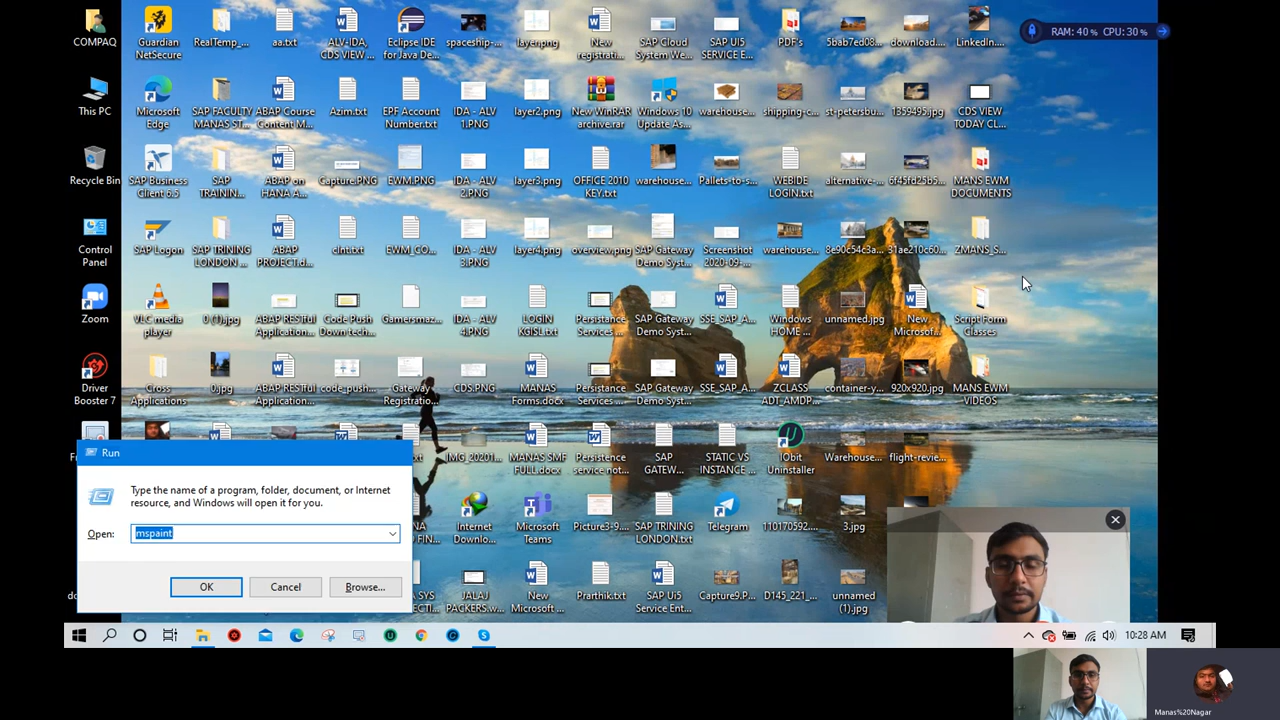 COMPAQ
Guardian
NetSecure
RealTemp_...
aa.txt
ALV-IDA,
CDS VIEW ...
Eclipse IDE
for Java De...
spaceship-...
layer.png
New
registrati...
SAP Cloud
System We...
SAP UI5
SERVICE E...
PDF's
5bab7ed08...
download....
LinkedIn....
RAM: 40 % CPU: 30 %
This PC
Microsoft
Edge
SAP FACULTY
MANAS ST...
ABAP Course
Content M...
Azim.txt
EPF Account
Number.txt
IDA - ALV
1.PNG
layer2.png
New WinRAR
archive.rar
Windows 10
Update As...
warehouse...
shipping-c...
st-petersbu...
1359495.jpg
CDS VIEW
TODAY CL...
Recycle Bin
SAP Business
Client 6.5
SAP
TRAININ...
ABAP on
HANA A...
Capture.PNG
EWM.PNG
IDA - ALV
2.PNG
layer3.png
OFFICE 2010
KEY.txt
warehouse...
Pallets-to-s...
WEBIDE
LOGIN.txt
alternative-...
6f45fd25b5...
MANS EWM
DOCUMENTS
Control
Panel
SAP Logon
SAP TRINING
LONDON ...
ABAP
PROJECT.d...
clnt.txt
EWM_CO...
IDA - ALV
3.PNG
layer4.png
overview.png
SAP Gateway
Demo Syst...
Screenshot
2020-09-...
warehouse...
8e90c54c3a...
31ae210c60...
ZMANS_S...
Zoom
VLC media
player
0 (1).jpg
ABAP RESTful
Application...
Code Push
Down tech...
Gamersmaz...
IDA - ALV
4.PNG
LOGIN
KGISL.txt
Persistance
Services ...
SAP Gateway
Demo Syst...
SSE_SAP_A...
Windows
HOME ...
unnamed.jpg
New
Microsof...
Script Form
Classes
Driver
Booster 7
Cross
Applications
0.jpg
ABAP RESTful
Application...
code_push...
Gateway
Registratio...
CDS.PNG
MANAS
Forms.docx
Persistance
Services ...
SAP Gateway
Demo Syst...
SSE_SAP_A...
ZCLASS
ADT_AMDP...
container-y...
920x920.jpg
MANS EWM
VIDEOS
IMG_20201...
MANAS SMF
FULL.docx
Persistence
service not...
SAP
GATEW...
STATIC VS
INSTANCE ...
IObit
Uninstaller
Warehouse...
flight-revie...
Internet
Downlo...
Microsoft
Teams
Picture3-9....
SAP TRINING
LONDON.txt
Telegram
110170592....
3.jpg
JALAJ
PACKERS.w...
New
Microsoft ...
Prarthik.txt
SAP Ui5
Service Ent...
Capture9.P...
D145_221_...
unnamed
(1).jpg
Run
Type the name of a program, folder, document, or Internet
resource, and Windows will open it for you.
Open: mspaint
OK Cancel Browse...
10:28 AM
Manas%20Nagar